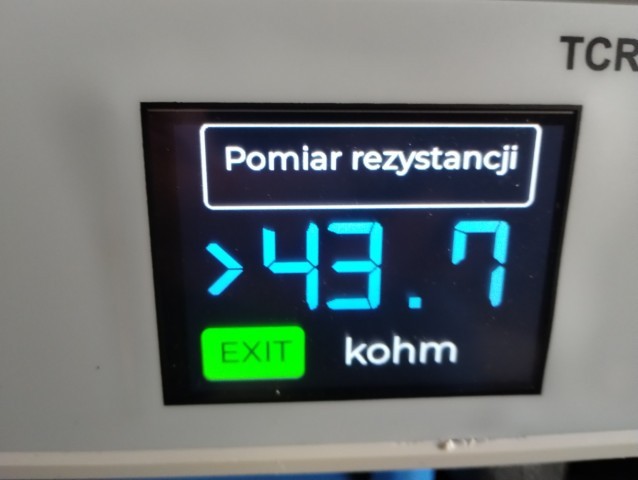 TCR
Pomiar rezystancji
>43.7
EXIT
kohm